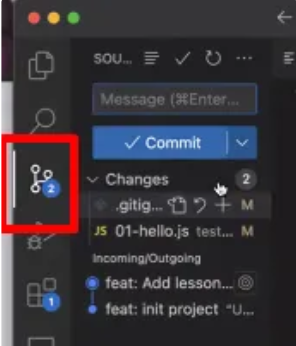 SOU...
Message (⌘Enter...
2
✓ Commit
Changes 2
.gitig... M
JS 01-hello.js test... M
Incoming/Outgoing
feat: Add lesson...
1
feat: init project "U...